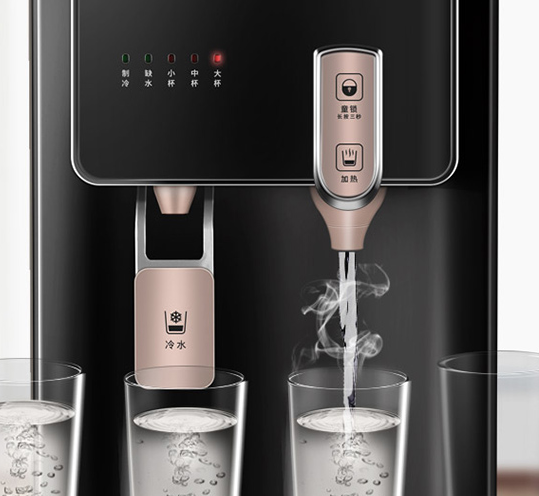 制冷 缺水 小杯 中杯 大杯
童锁
长按三秒
加热
冷水